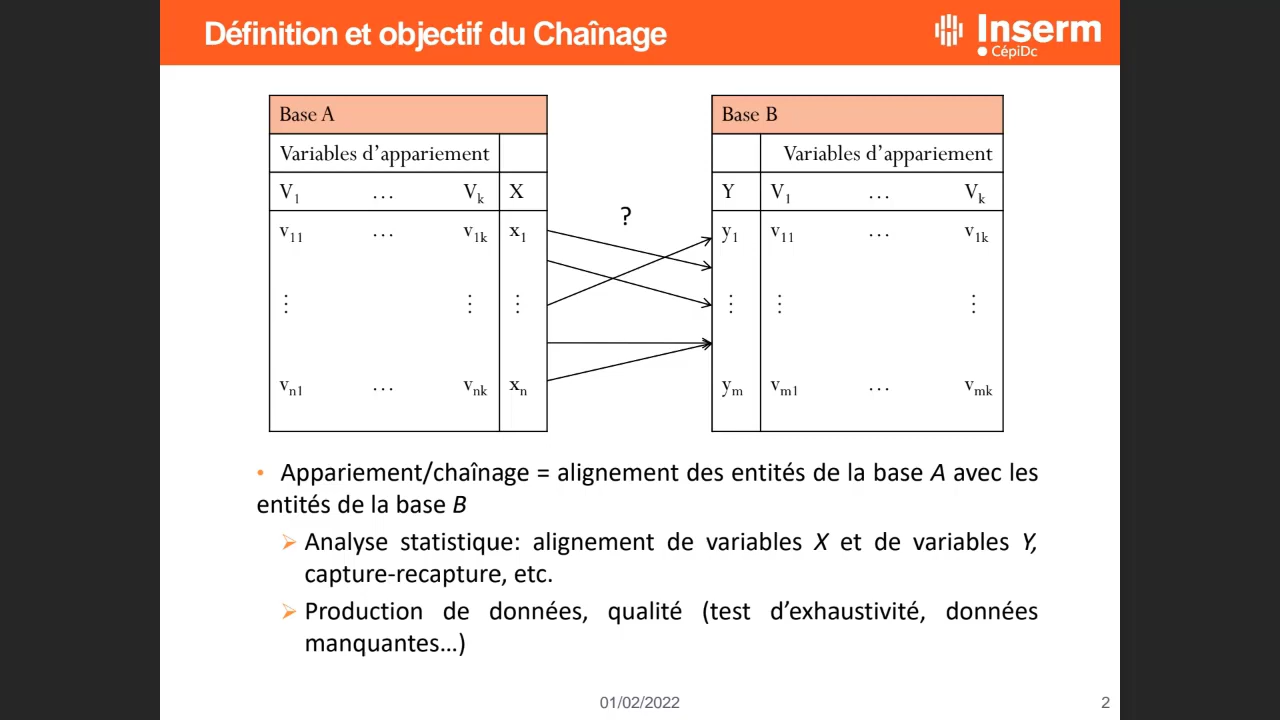 Définition et objectif du Chaînage
Inserm
CépiDc
Base A
Variables d'appariement
V1 … Vk X
v11 … v1k x1
⋮ ⋮ ⋮
vn1 … vnk xn
?
Base B
Variables d'appariement
Y V1 … Vk
y1 v11 … v1k
⋮ ⋮ ⋮
ym vm1 … vmk
• Appariement/chaînage = alignement des entités de la base A avec les
entités de la base B
➢ Analyse statistique: alignement de variables X et de variables Y,
capture-recapture, etc.
➢ Production de données, qualité (test d'exhaustivité, données
manquantes…)
01/02/2022
2